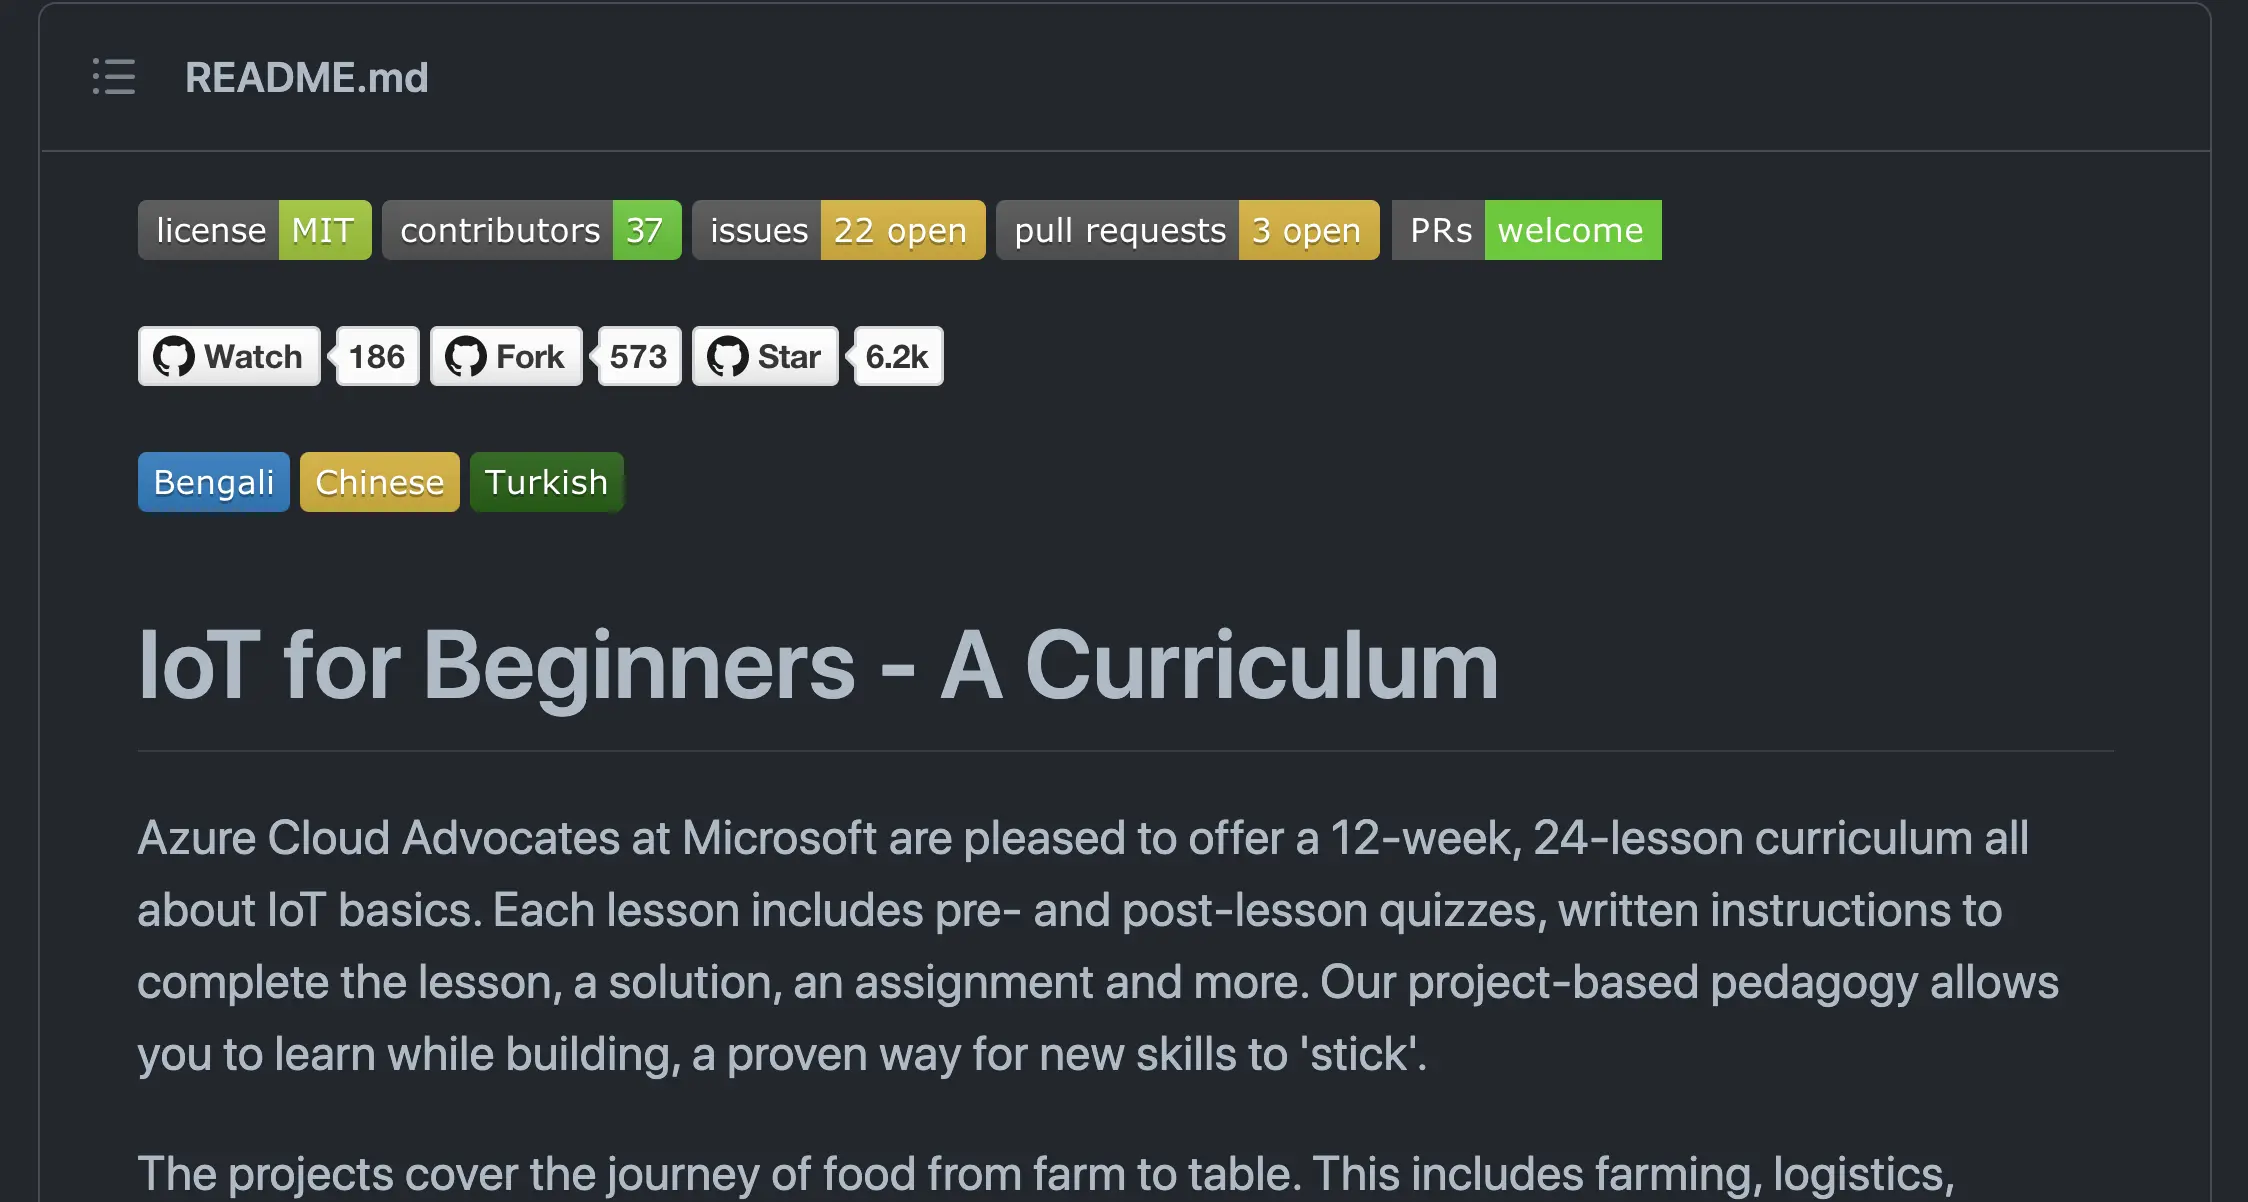 README.md
license MIT contributors 37 issues 22 open pull requests 3 open PRs welcome
Watch 186 Fork 573 Star 6.2k
Bengali Chinese Turkish
IoT for Beginners - A Curriculum
Azure Cloud Advocates at Microsoft are pleased to offer a 12-week, 24-lesson curriculum all
about IoT basics. Each lesson includes pre- and post-lesson quizzes, written instructions to
complete the lesson, a solution, an assignment and more. Our project-based pedagogy allows
you to learn while building, a proven way for new skills to 'stick'.
The projects cover the journey of food from farm to table. This includes farming, logistics,